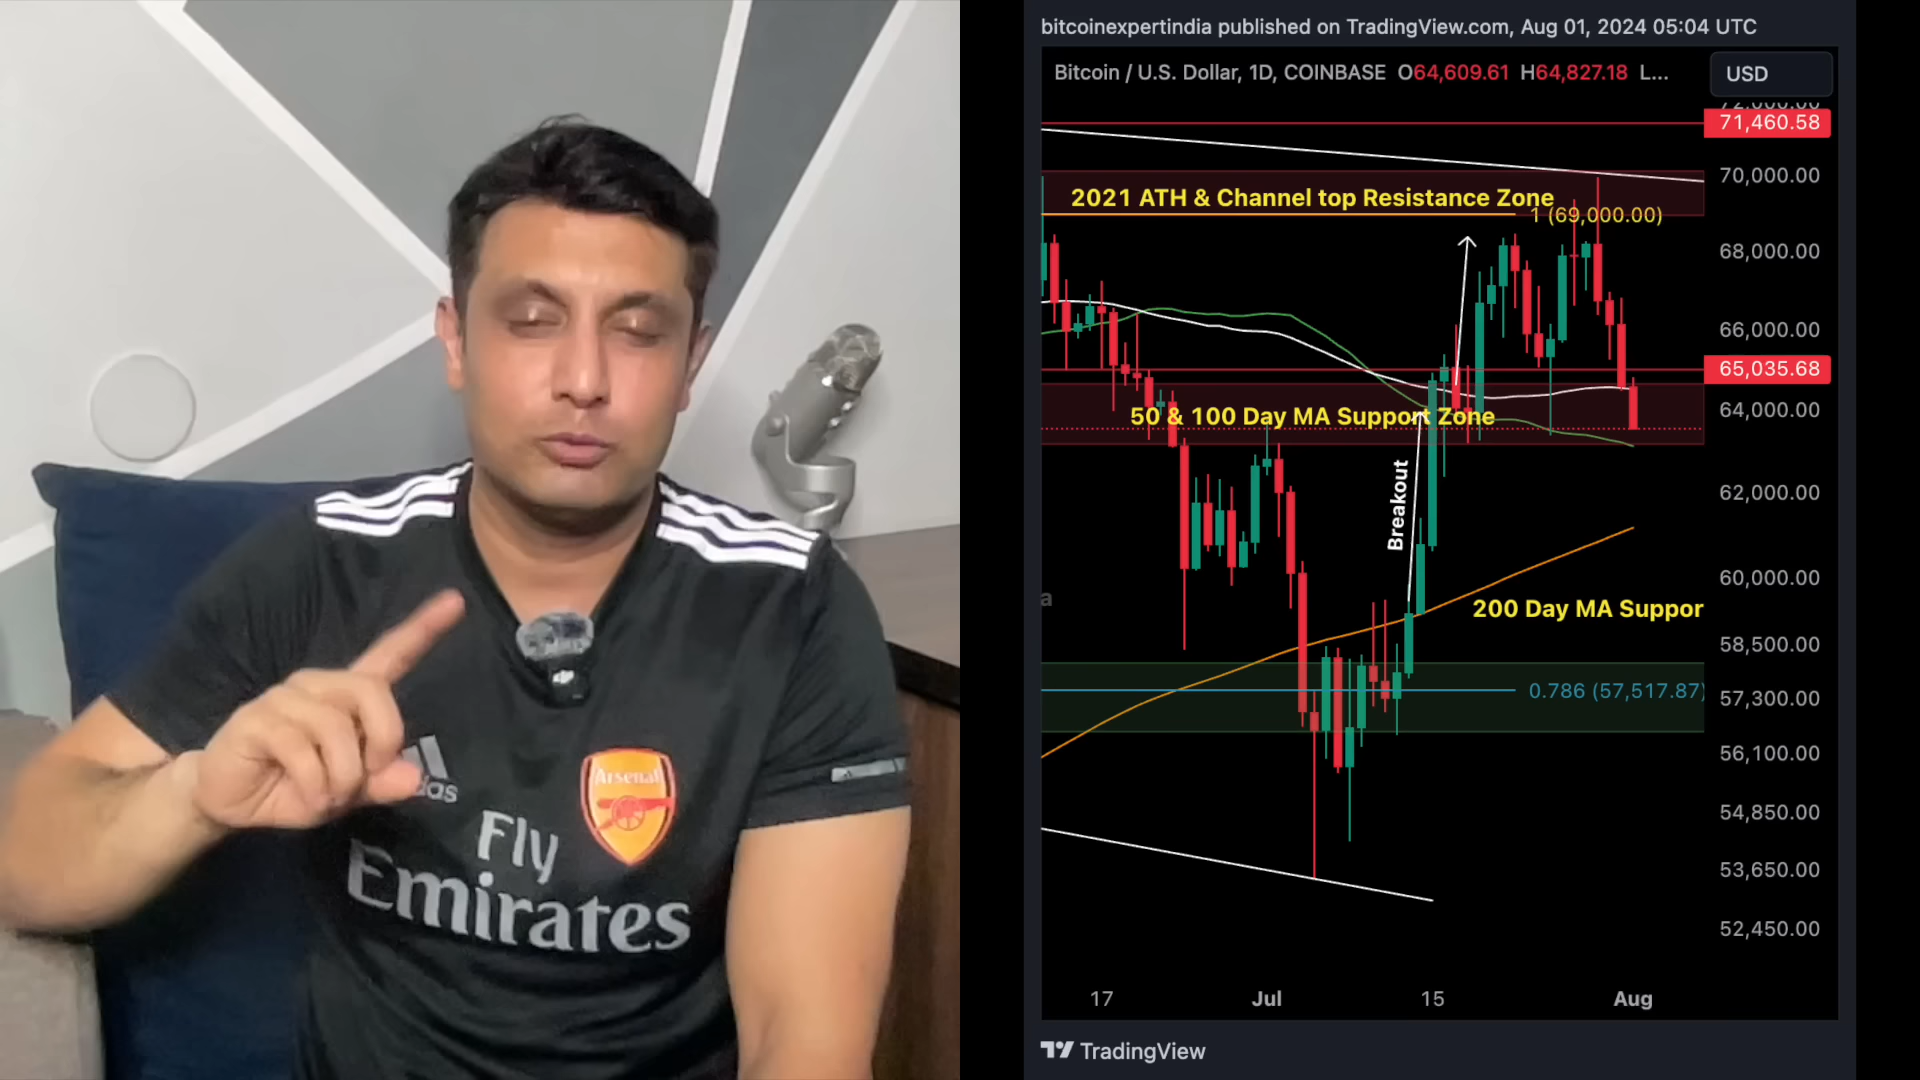 Arsenal
adidas
Fly
Emirates
bitcoinexpertindia published on TradingView.com, Aug 01, 2024 05:04 UTC
Bitcoin / U.S. Dollar, 1D, COINBASE O64,609.61 H64,827.18 L...
USD
72,000.00
71,460.58
70,000.00
2021 ATH & Channel top Resistance Zone
1 (69,000.00)
68,000.00
66,000.00
65,035.68
64,000.00
50 & 100 Day MA Support Zone
Breakout
62,000.00
60,000.00
a
200 Day MA Suppor
58,500.00
0.786 (57,517.87)
57,300.00
56,100.00
54,850.00
53,650.00
52,450.00
17 Jul 15 Aug
TradingView